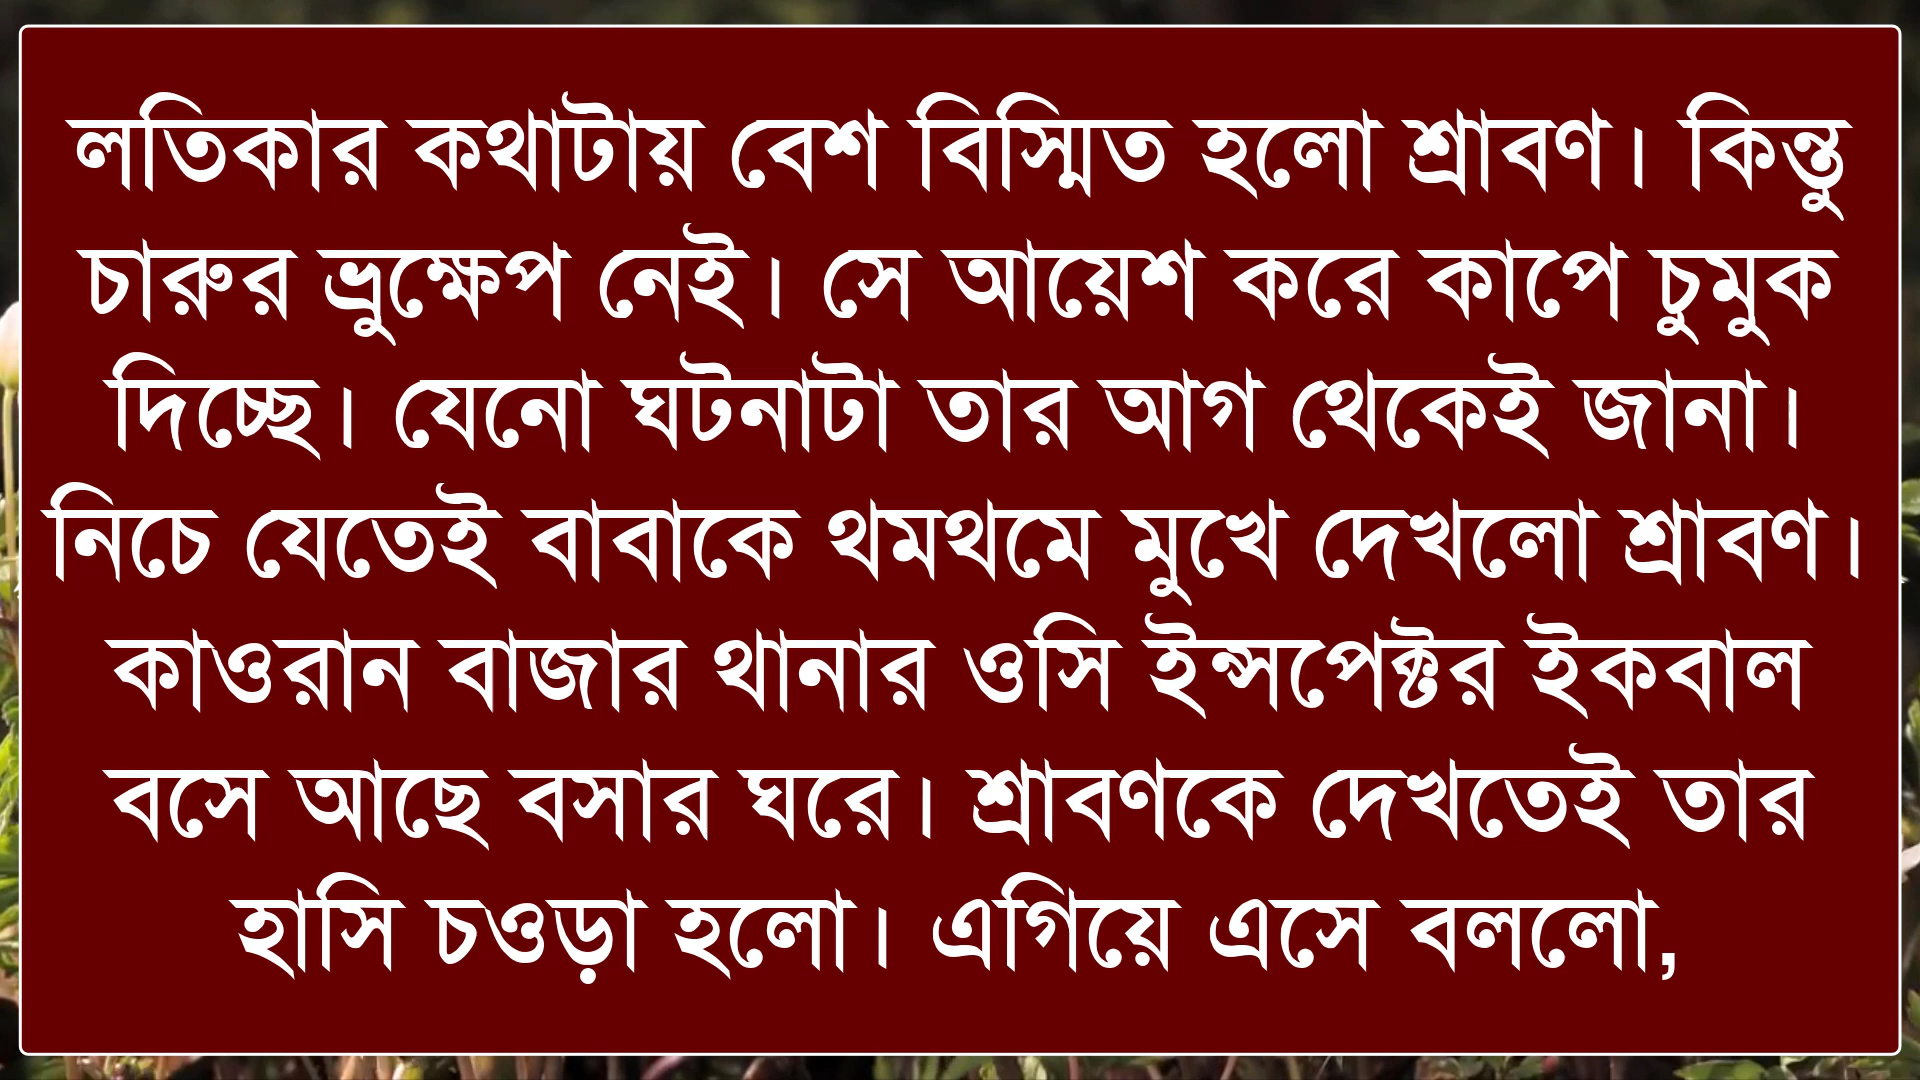 লতিকার কথাটায় বেশ বিস্মিত হলো শ্রাবণ। কিন্তু
চারুর ভ্রুক্ষেপ নেই। সে আয়েশ করে কাপে চুমুক
দিচ্ছে। যেনো ঘটনাটা তার আগ থেকেই জানা।
নিচে যেতেই বাবাকে থমথমে মুখে দেখলো শ্রাবণ।
কাওরান বাজার থানার ওসি ইন্সপেক্টর ইকবাল
বসে আছে বসার ঘরে। শ্রাবণকে দেখতেই তার
হাসি চওড়া হলো। এগিয়ে এসে বললো,